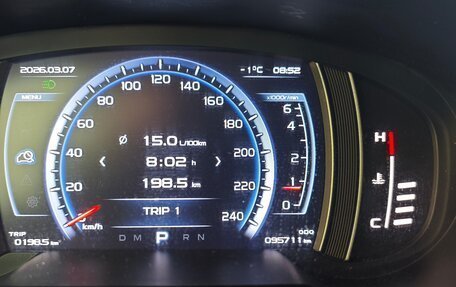 2026.03.07 -1°C 08:52
MENU
x1000r/min
20 40 60 80 100 120 140 160 180 200 220 240
Ø 15.0 L/100km
8:02 h
198.5 km
TRIP 1
km/h
6
4
2
1
0
H
C
D M P R N
TRIP
0198.5 km
ODO
095711 km